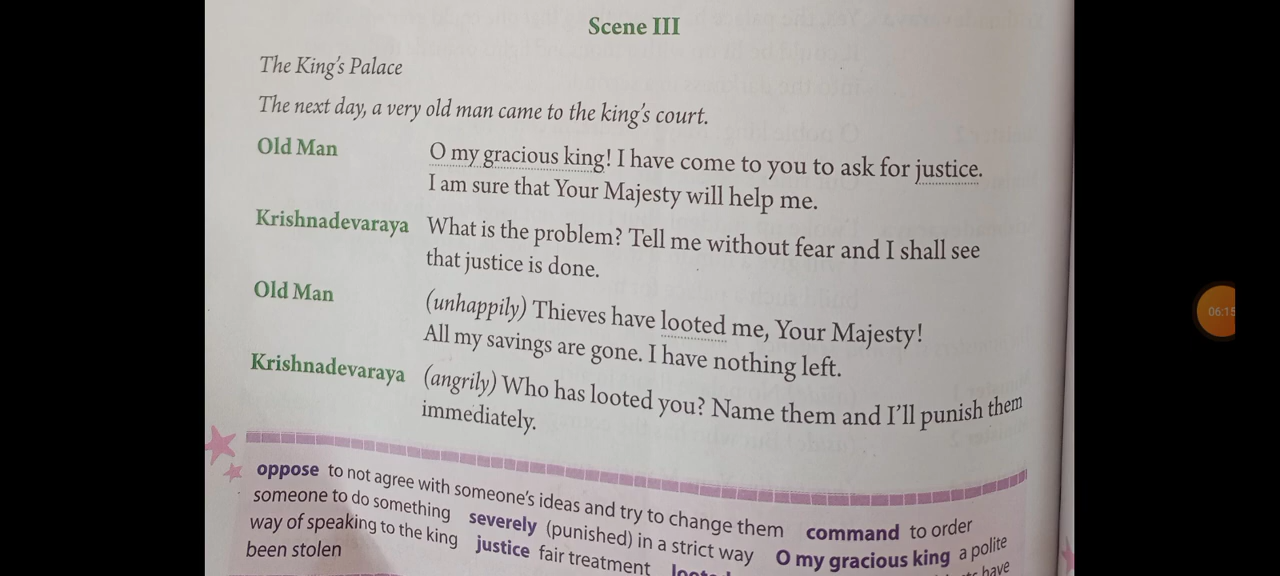 Scene III
The King's Palace
The next day, a very old man came to the king's court.
Old Man O my gracious king! I have come to you to ask for justice.
I am sure that Your Majesty will help me.
Krishnadevaraya What is the problem? Tell me without fear and I shall see
that justice is done.
Old Man (unhappily) Thieves have looted me, Your Majesty!
All my savings are gone. I have nothing left.
Krishnadevaraya (angrily) Who has looted you? Name them and I'll punish them
immediately.
oppose to not agree with someone's ideas and try to change them command to order
someone to do something severely (punished) in a strict way O my gracious king a polite
way of speaking to the king justice fair treatment looted have
been stolen
06:15